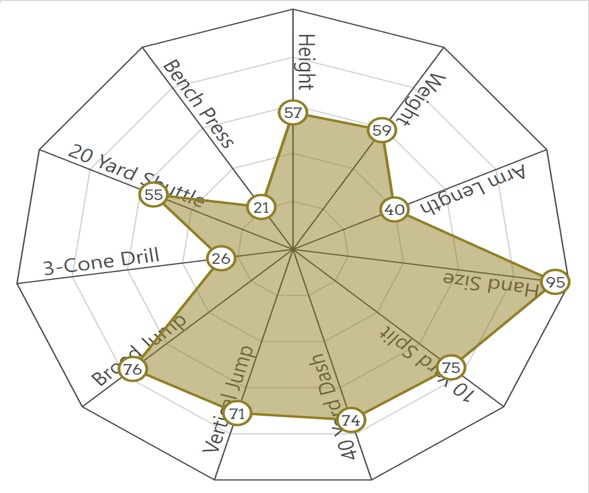 Height
57
Weight
59
Arm Length
40
Hand Size
95
10 Yard Split
75
40 Yard Dash
74
Vertical Jump
71
Broad Jump
76
3-Cone Drill
26
20 Yard Shuttle
55
Bench Press
21